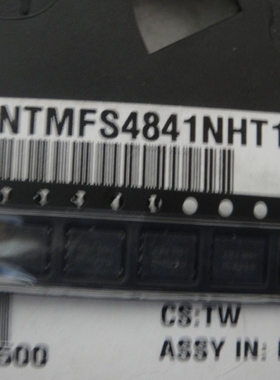 NTMFS4841NHT1
CS:TW
500
ASSY IN: